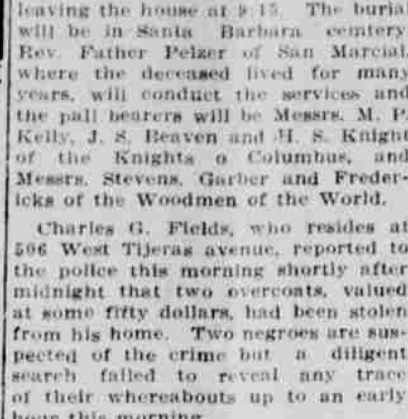 leaving the house at 9:15. The burial
will be in Santa Barbara cemtery
Rev. Father Pelzer of San Marcial,
where the deceased lived for many
years, will conduct the services and
the pall bearers will be Messrs. M. P.
Kelly, J. S. Beaven and H. S. Knight
of the Knights o Columbus, and
Messrs. Stevens, Garber and Freder-
icks of the Woodmen of the World.
Charles G. Fields, who resides at
506 West Tijeras avenue, reported to
the police this morning shortly after
midnight that two overcoats, valued
at some fifty dollars, had been stolen
from his home. Two negroes are sus-
pected of the crime but a diligent
search failed to reveal any trace
of their whereabouts up to an early
hour this morning.